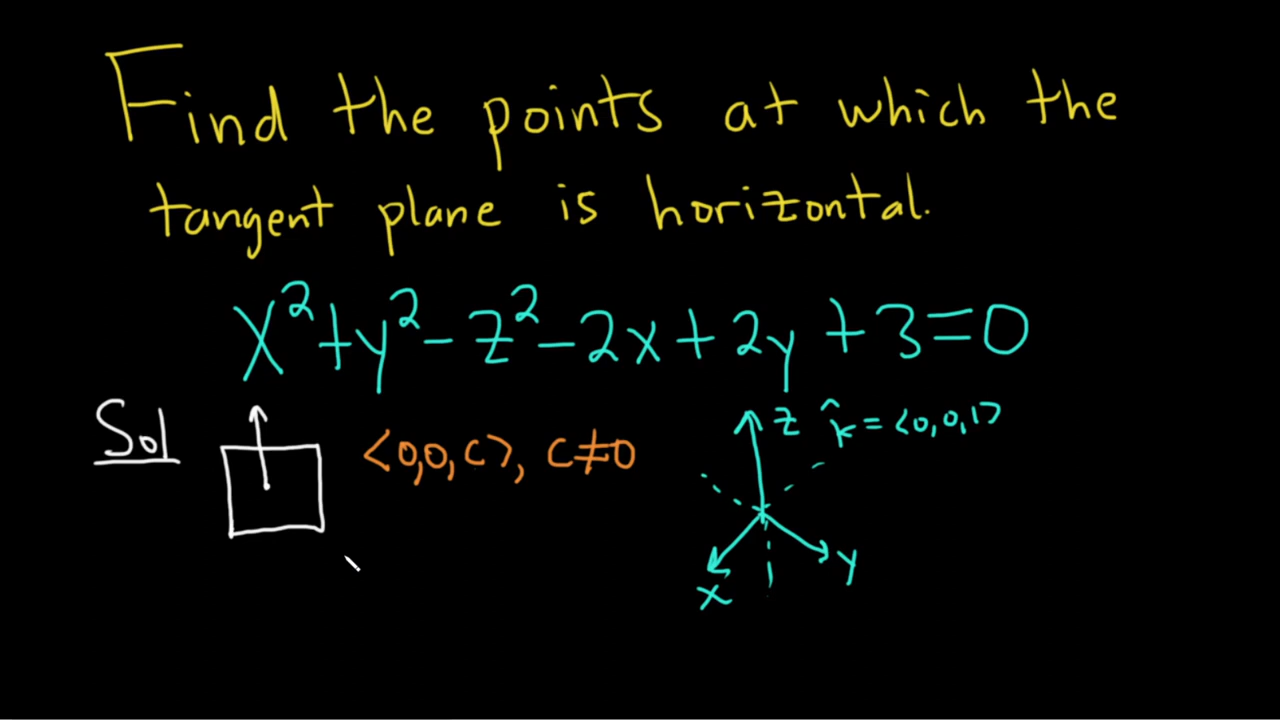 Find the points at which the
tangent plane is horizontal.
x² + y² - z² - 2x + 2y + 3 = 0
Sol
<0,0,c>, c≠0
z k̂ = <0,0,1>
y
x